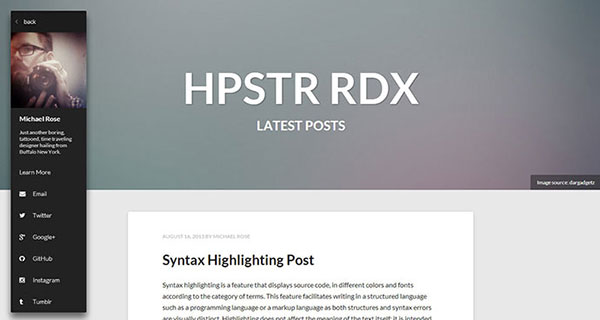 back
Michael Rose
Just another boring,
tattooed, time traveling
designer hailing from
Buffalo New York.
Learn More
Email
Twitter
Google+
GitHub
Instagram
Tumblr
HPSTR RDX
LATEST POSTS
Image source: dargadgetz
AUGUST 16, 2013 BY MICHAEL ROSE
Syntax Highlighting Post
Syntax highlighting is a feature that displays source code, in different colors and fonts
according to the category of terms. This feature facilitates writing in a structured language
such as a programming language or a markup language as both structures and syntax errors
are visually distinct. Highlighting does not affect the meaning of the text itself; it is intended